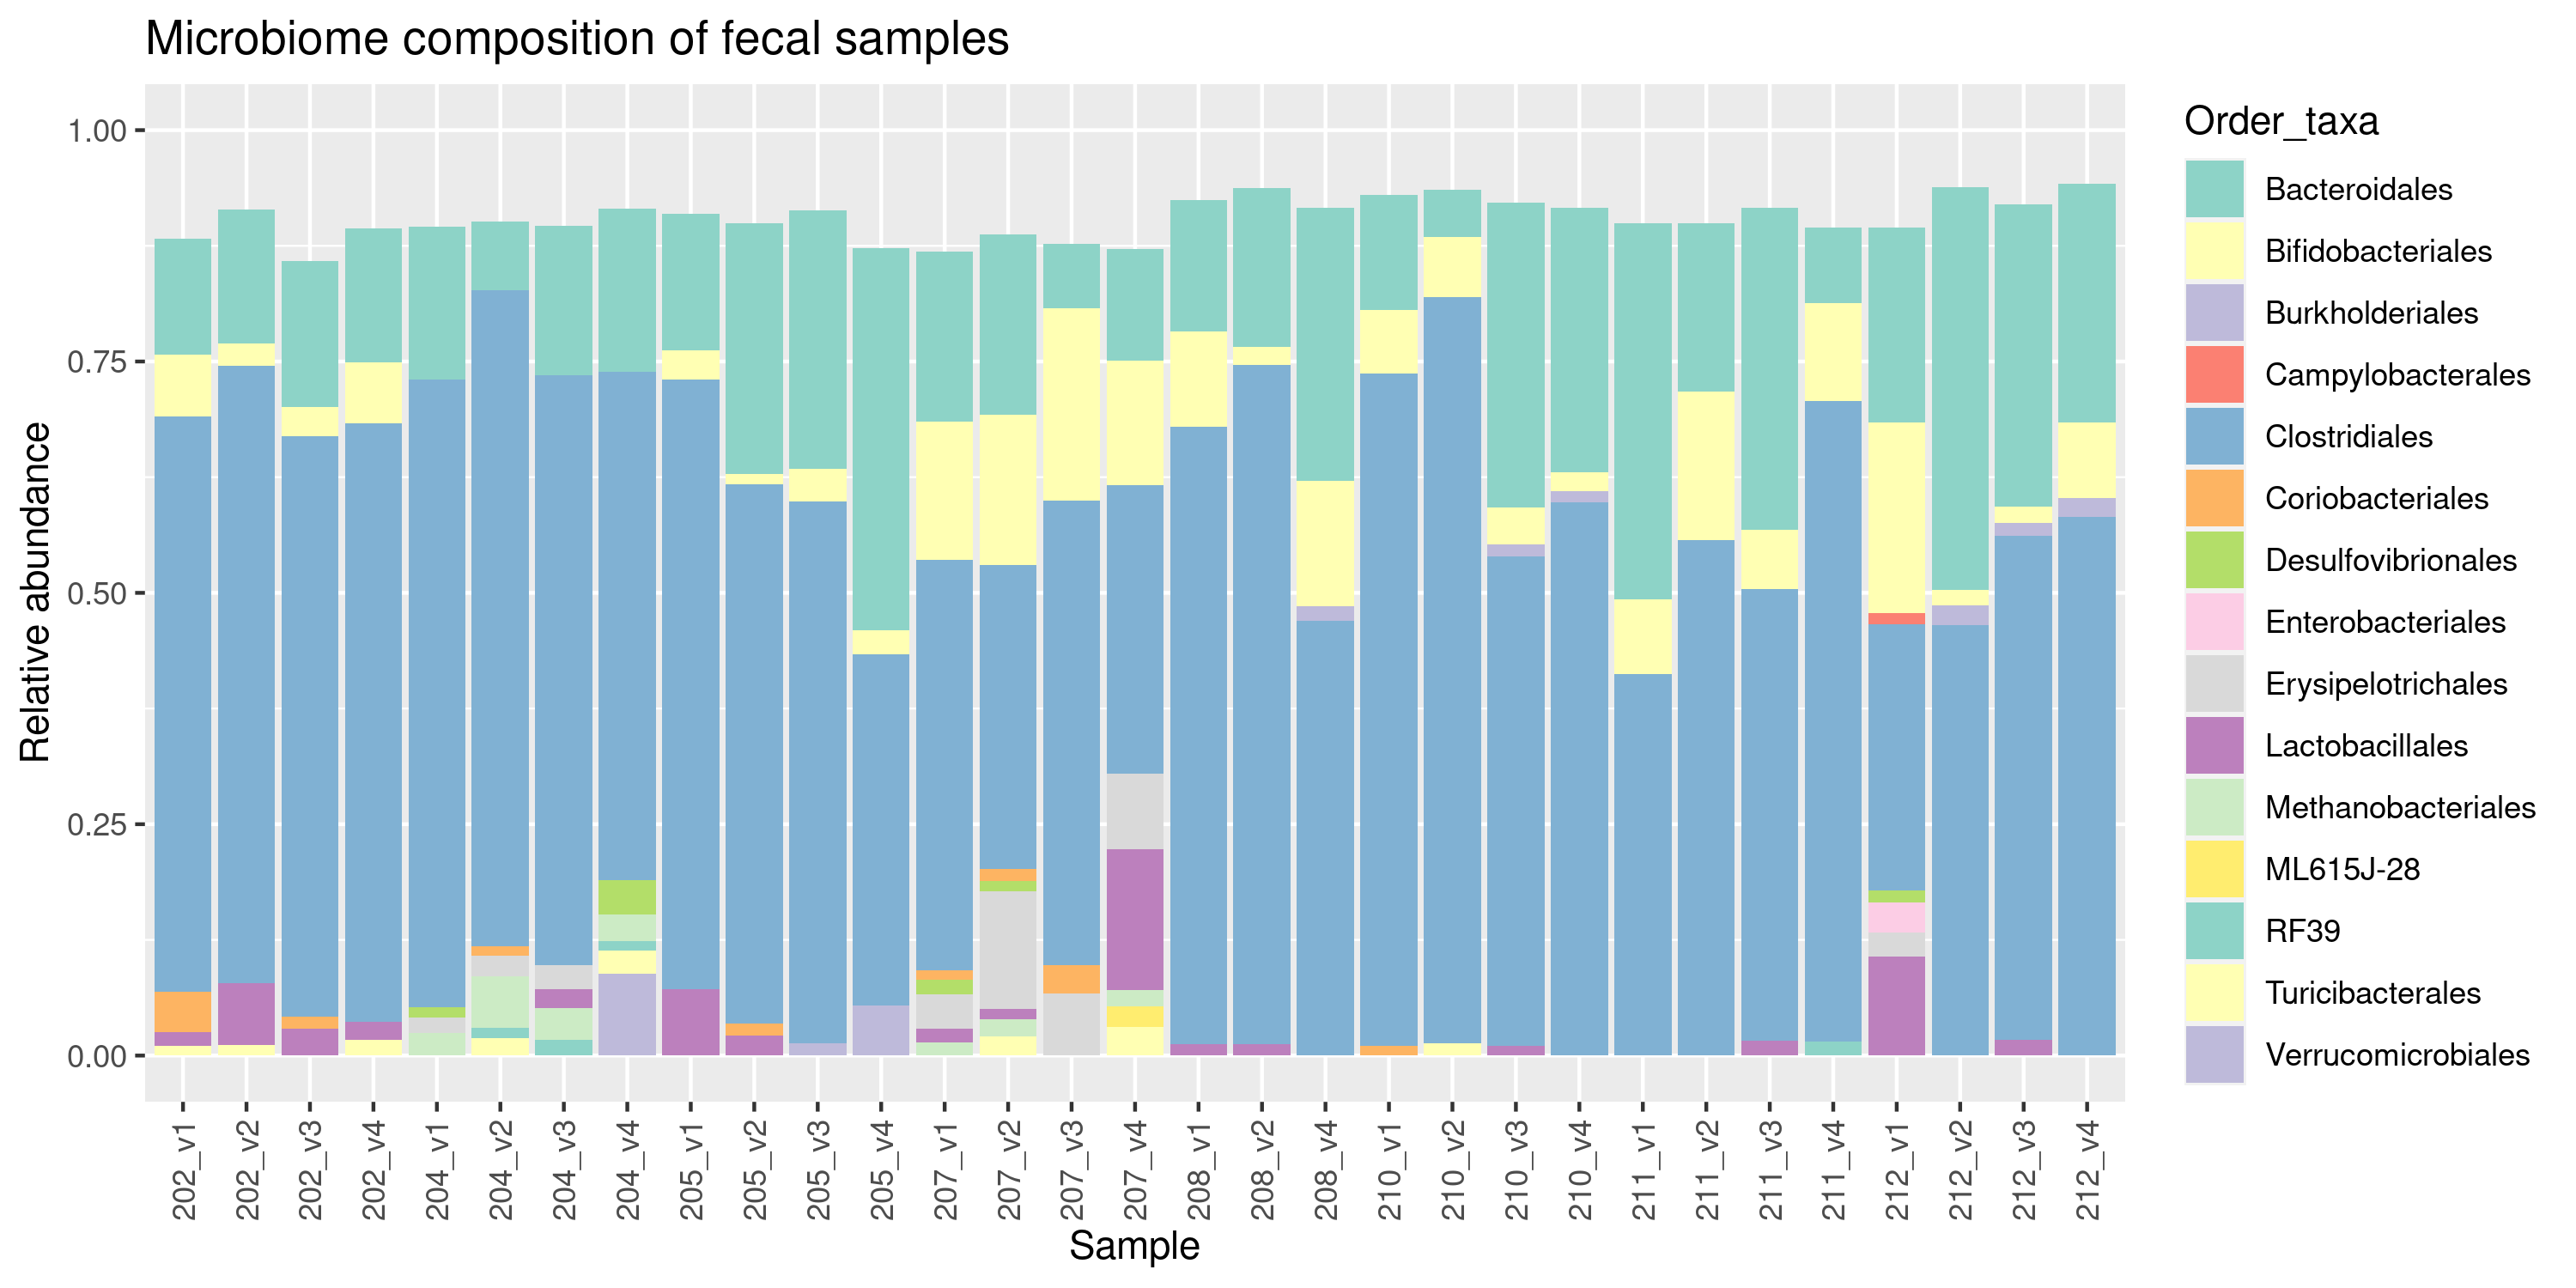 Microbiome composition of fecal samples
Relative abundance
1.00
0.75
0.50
0.25
0.00
202_v1
202_v2
202_v3
202_v4
204_v1
204_v2
204_v3
204_v4
205_v1
205_v2
205_v3
205_v4
207_v1
207_v2
207_v3
207_v4
208_v1
208_v2
208_v4
210_v1
210_v2
210_v3
210_v4
211_v1
211_v2
211_v3
211_v4
212_v1
212_v2
212_v3
212_v4
Sample
Order_taxa
Bacteroidales
Bifidobacteriales
Burkholderiales
Campylobacterales
Clostridiales
Coriobacteriales
Desulfovibrionales
Enterobacteriales
Erysipelotrichales
Lactobacillales
Methanobacteriales
ML615J-28
RF39
Turicibacterales
Verrucomicrobiales